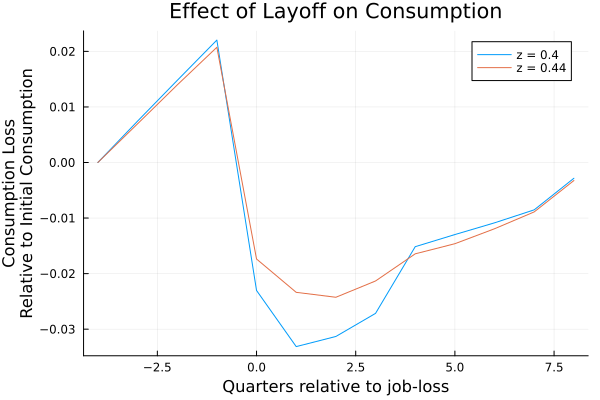 Effect of Layoff on Consumption
Consumption Loss
Relative to Initial Consumption
0.02
0.01
0.00
−0.01
−0.02
−0.03
z = 0.4
z = 0.44
−2.5 0.0 2.5 5.0 7.5
Quarters relative to job-loss